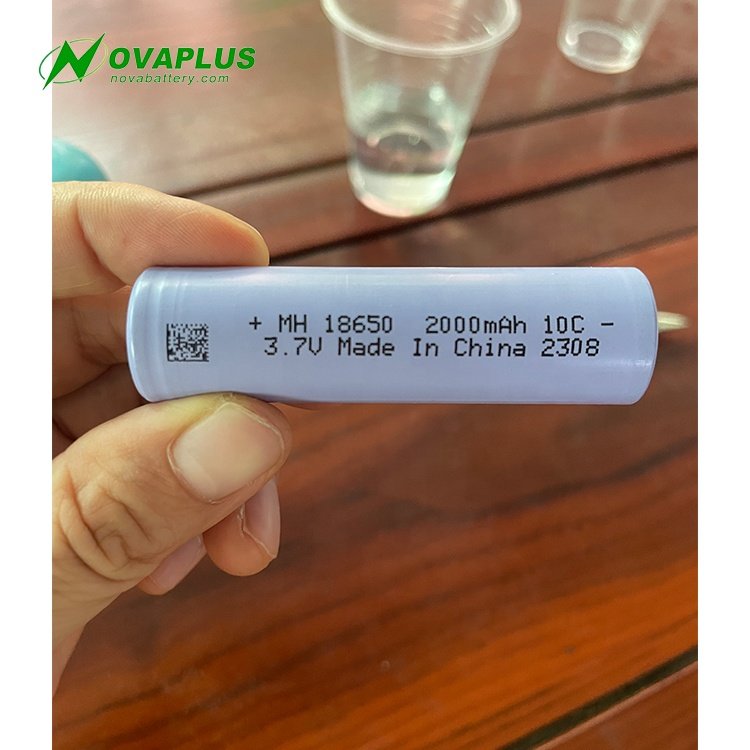 NOVAPLUS
novabattery.com
+ MH 18650 2000mAh 10C -
3.7V Made In China 2308